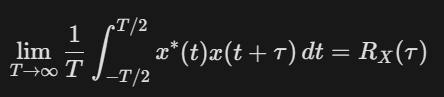 lim_{T→∞} 1/T ∫_{-T/2}^{T/2} x*(t)x(t + τ) dt = R_X(τ)